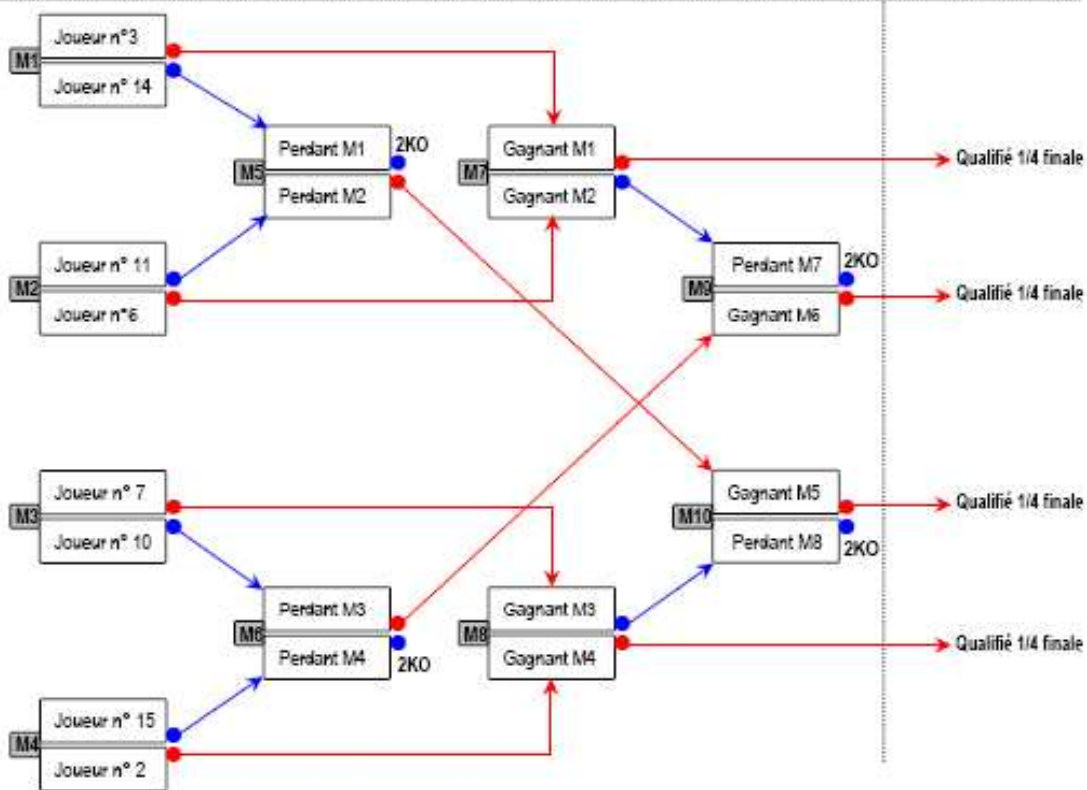 M1
Joueur n°3
Joueur n° 14
M2
Joueur n° 11
Joueur n°6
M3
Joueur n° 7
Joueur n° 10
M4
Joueur n° 15
Joueur n° 2
M5
Perdant M1
Perdant M2
2KO
M6
Perdant M3
Perdant M4
2KO
M7
Gagnant M1
Gagnant M2
M8
Gagnant M3
Gagnant M4
M9
Perdant M7
Gagnant M6
2KO
M10
Gagnant M5
Perdant M8
2KO
Qualifié 1/4 finale
Qualifié 1/4 finale
Qualifié 1/4 finale
Qualifié 1/4 finale